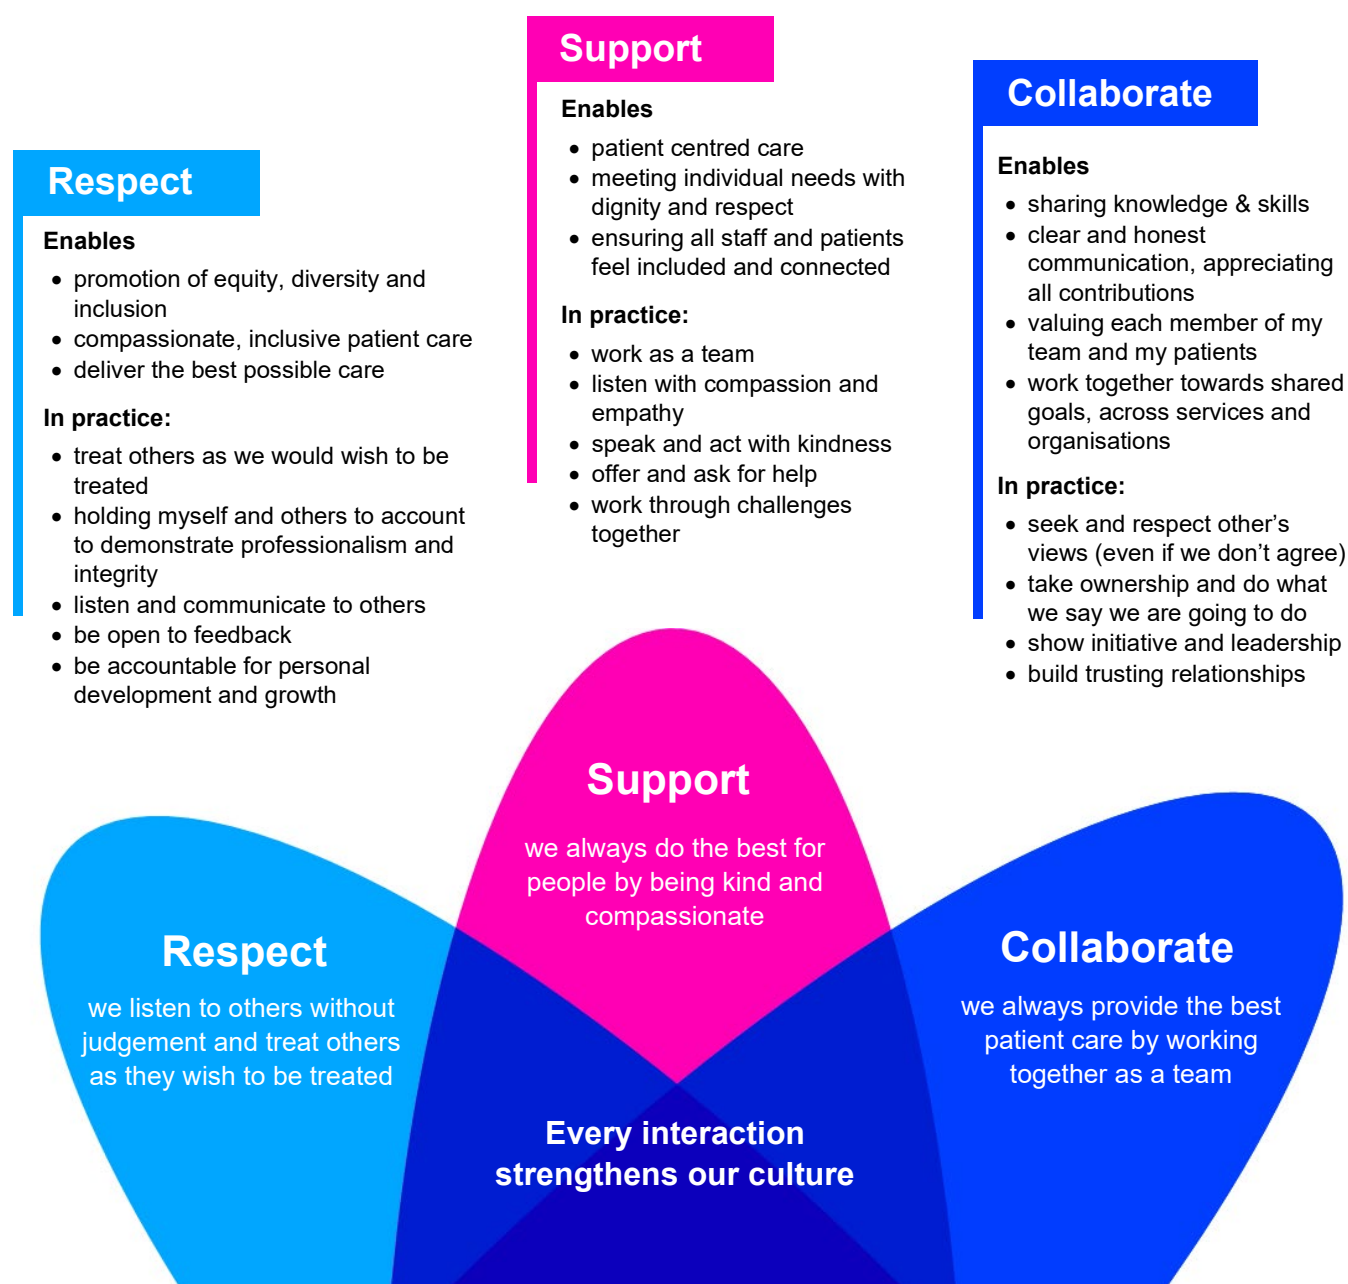 Respect
Enables
• promotion of equity, diversity and
inclusion
• compassionate, inclusive patient care
• deliver the best possible care
In practice:
• treat others as we would wish to be
treated
• holding myself and others to account
to demonstrate professionalism and
integrity
• listen and communicate to others
• be open to feedback
• be accountable for personal
development and growth
Support
Enables
• patient centred care
• meeting individual needs with
dignity and respect
• ensuring all staff and patients
feel included and connected
In practice:
• work as a team
• listen with compassion and
empathy
• speak and act with kindness
• offer and ask for help
• work through challenges
together
Collaborate
Enables
• sharing knowledge & skills
• clear and honest
communication, appreciating
all contributions
• valuing each member of my
team and my patients
• work together towards shared
goals, across services and
organisations
In practice:
• seek and respect other’s
views (even if we don’t agree)
• take ownership and do what
we say we are going to do
• show initiative and leadership
• build trusting relationships
Respect
we listen to others without
judgement and treat others
as they wish to be treated
Support
we always do the best for
people by being kind and
compassionate
Collaborate
we always provide the best
patient care by working
together as a team
Every interaction
strengthens our culture